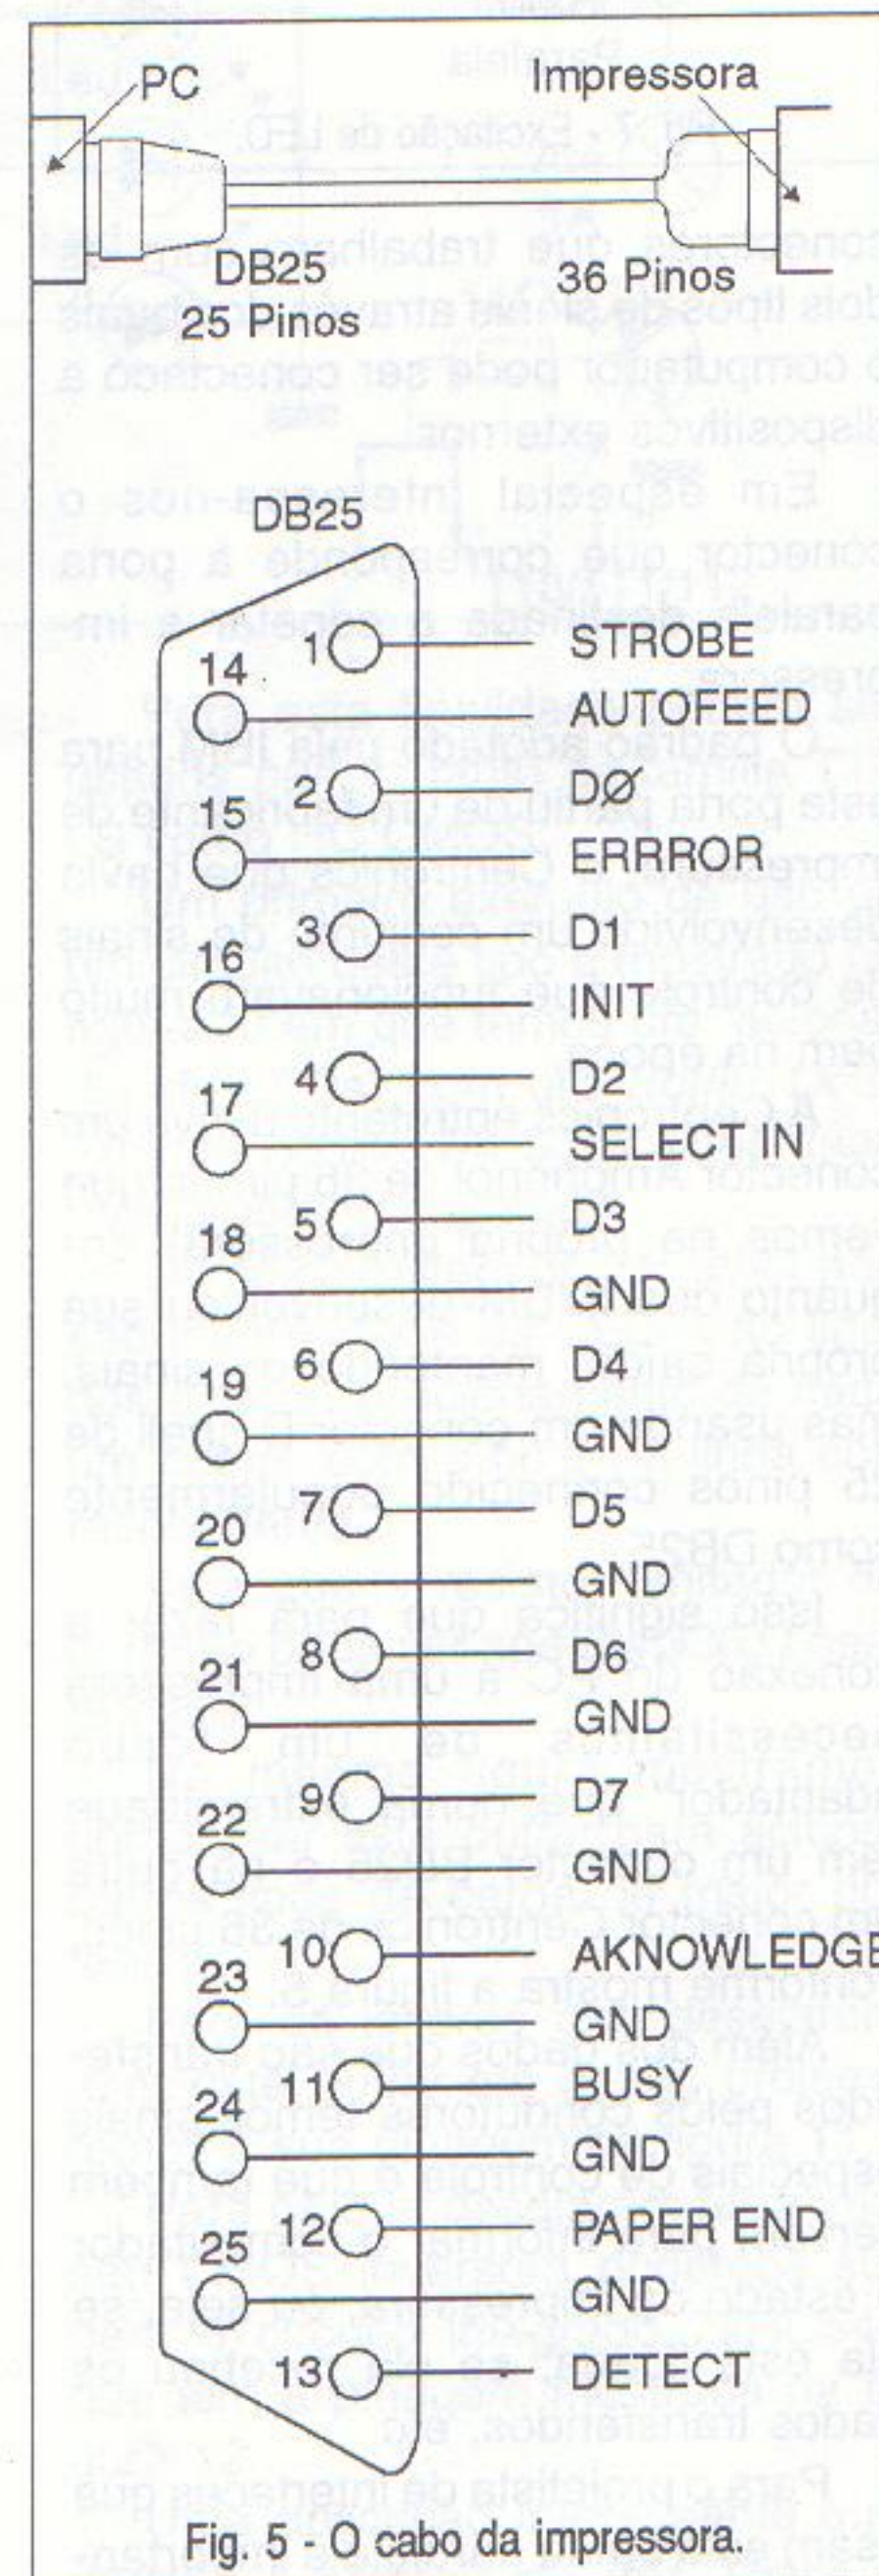 PC Impressora
DB25
25 Pinos
36 Pinos
DB25
1 STROBE
14 AUTOFEED
2 DØ
15 ERRROR
3 D1
16 INIT
4 D2
17 SELECT IN
5 D3
18 GND
6 D4
19 GND
7 D5
20 GND
8 D6
21 GND
9 D7
22 GND
10 AKNOWLEDGE
23 GND
11 BUSY
24 GND
12 PAPER END
25 GND
13 DETECT
Fig. 5 - O cabo da impressora.